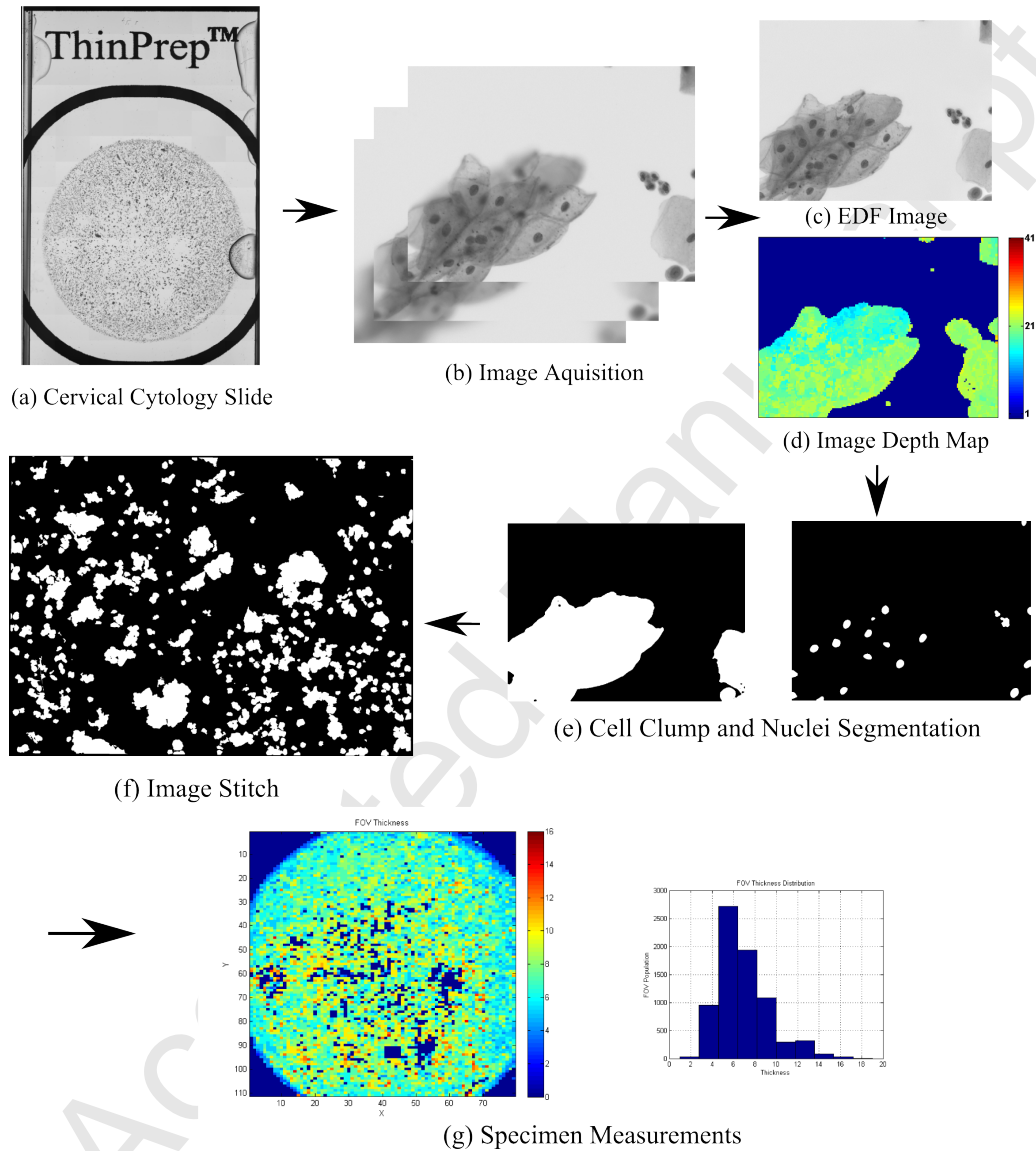 ThinPrep™
(a) Cervical Cytology Slide
(b) Image Aquisition
(c) EDF Image
41
21
1
(d) Image Depth Map
(e) Cell Clump and Nuclei Segmentation
(f) Image Stitch
FOV Thickness
10
20
30
40
50
60
70
80
90
100
110
Y
10 20 30 40 50 60 70
X
16
14
12
10
8
6
4
2
0
FOV Thickness Distribution
3000
2500
2000
1500
1000
500
0
FOV Population
0 2 4 6 8 10 12 14 16 18 20
Thickness
(g) Specimen Measurements